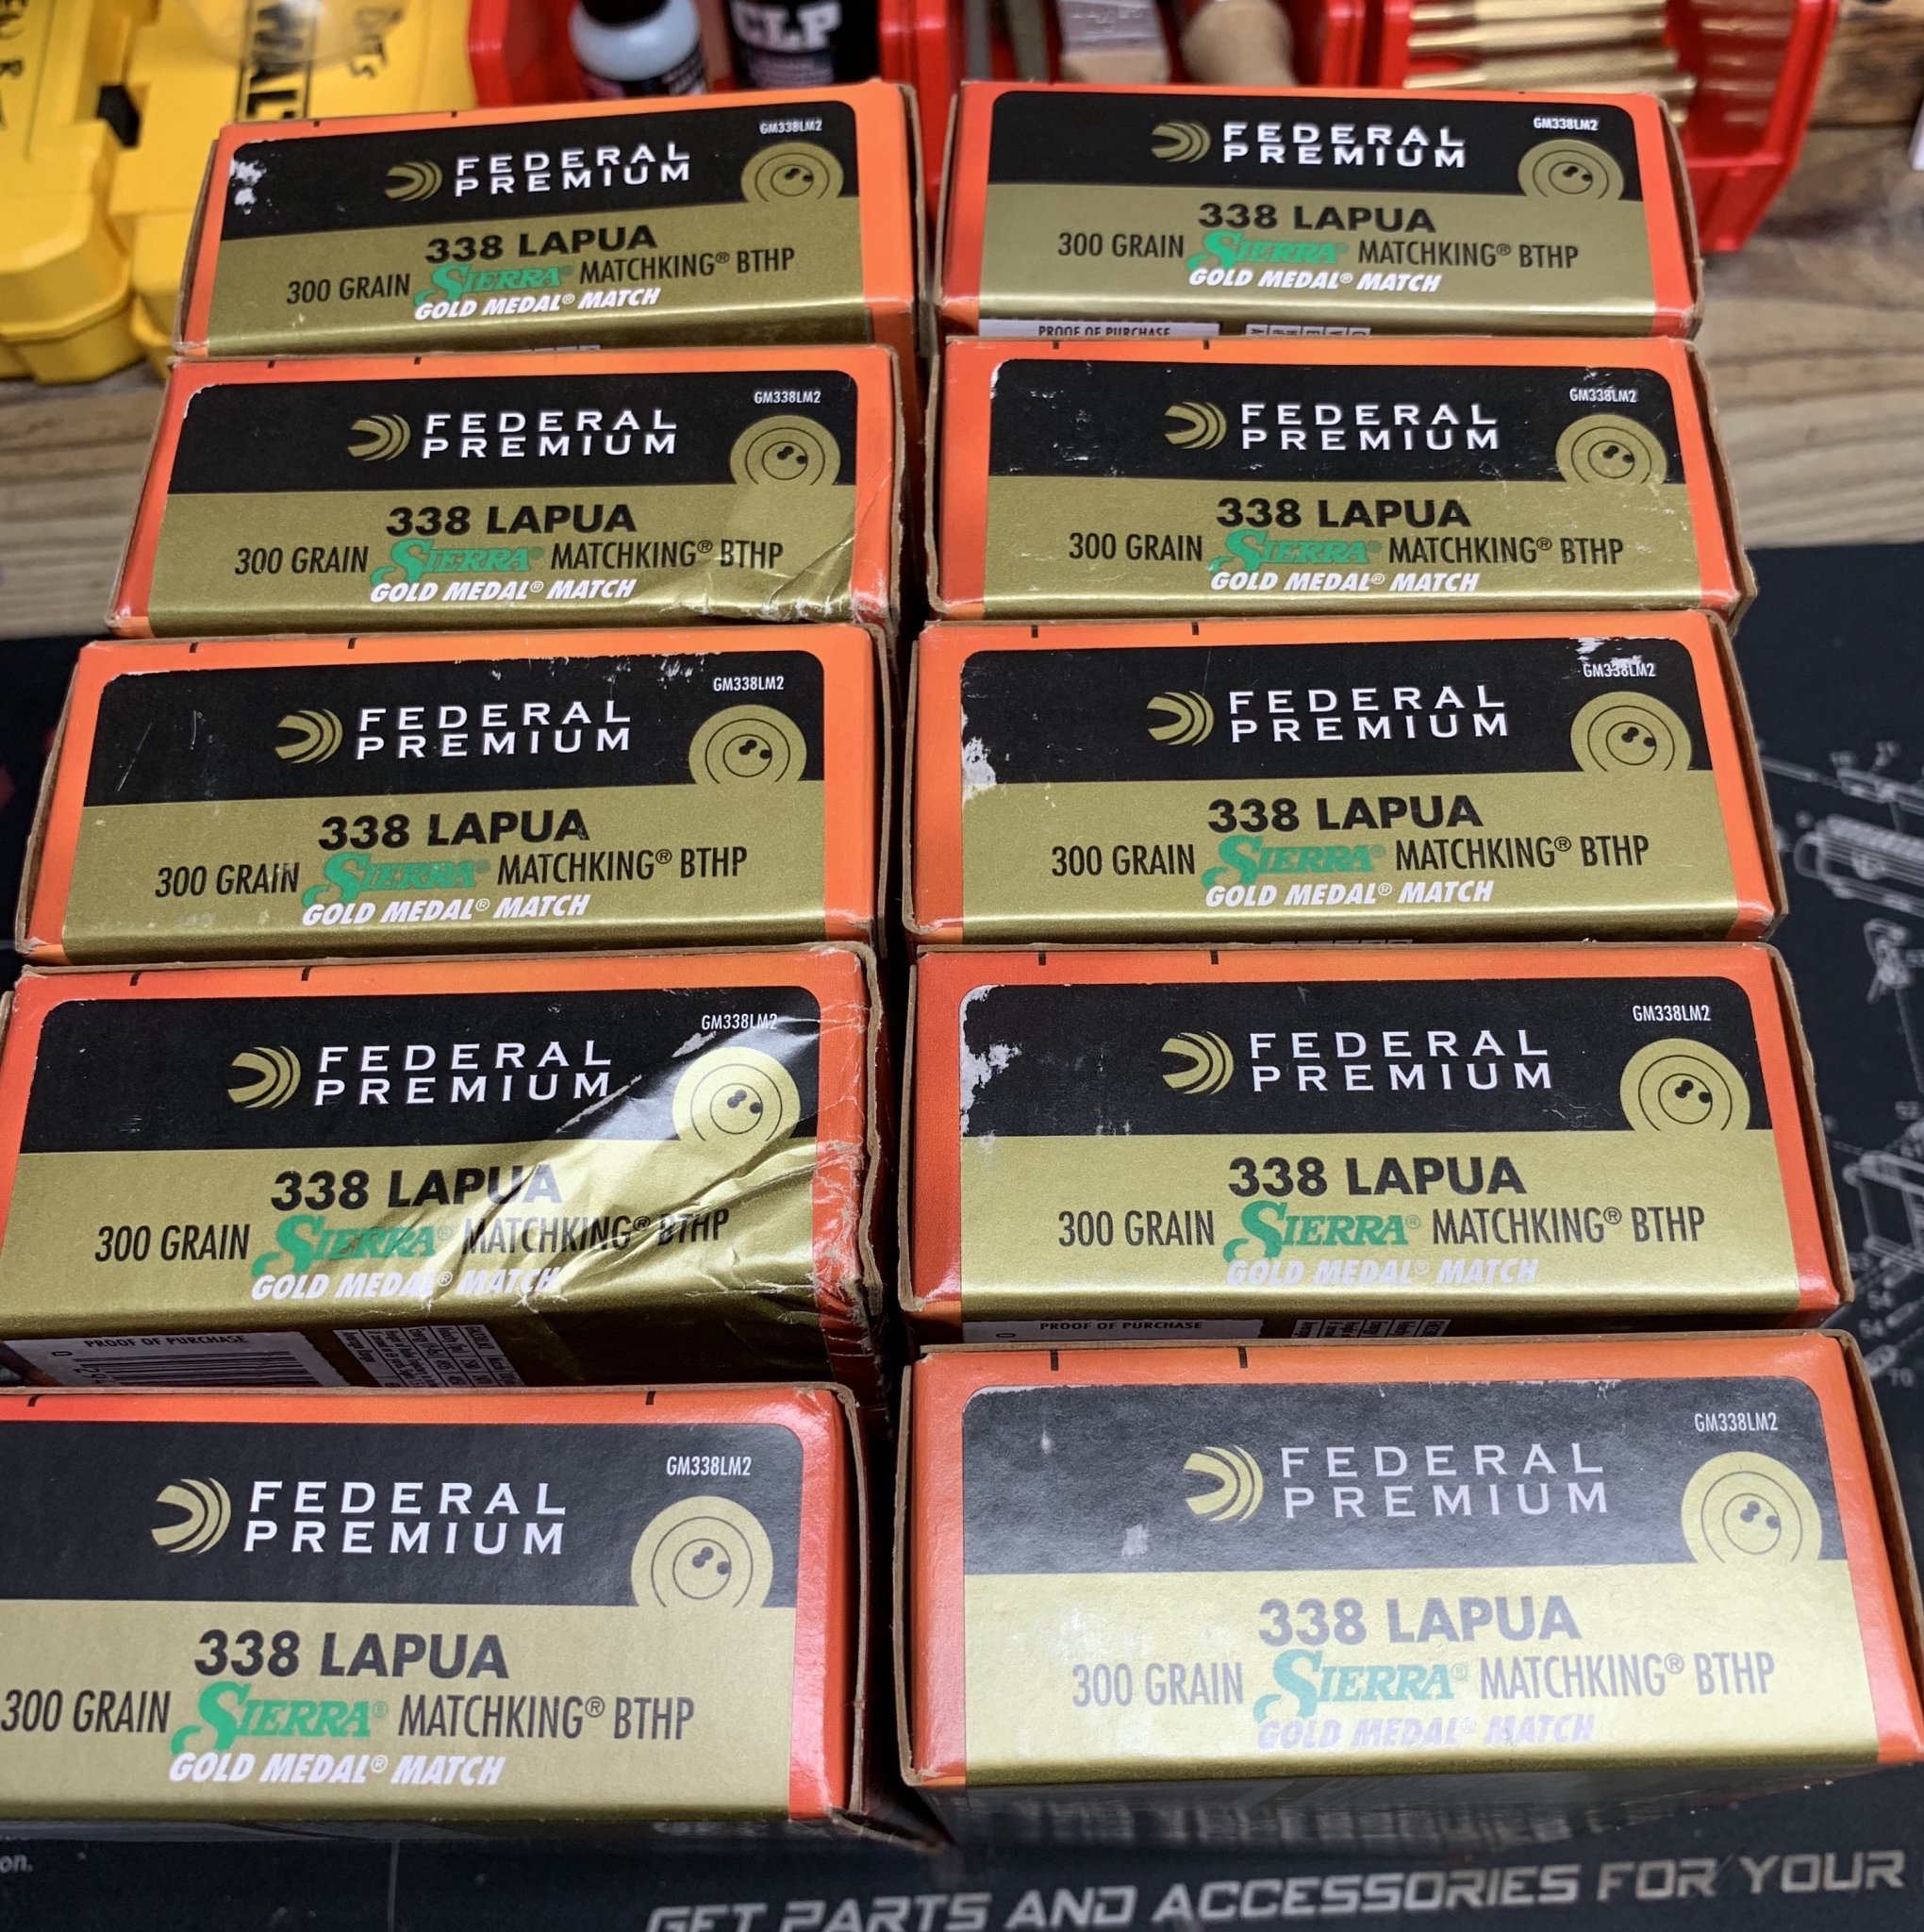 CLP
GM338LM2
FEDERAL
PREMIUM
338 LAPUA
300 GRAIN SIERRA® MATCHKING® BTHP
GOLD MEDAL® MATCH
GM338LM2
FEDERAL
PREMIUM
338 LAPUA
300 GRAIN SIERRA® MATCHKING® BTHP
GOLD MEDAL® MATCH
PROOF OF PURCHASE
GM338LM2
FEDERAL
PREMIUM
338 LAPUA
300 GRAIN SIERRA® MATCHKING® BTHP
GOLD MEDAL® MATCH
GM338LM2
FEDERAL
PREMIUM
338 LAPUA
300 GRAIN SIERRA® MATCHKING® BTHP
GOLD MEDAL® MATCH
GM338LM2
FEDERAL
PREMIUM
338 LAPUA
300 GRAIN SIERRA® MATCHKING® BTHP
GOLD MEDAL® MATCH
GM338LM2
FEDERAL
PREMIUM
338 LAPUA
300 GRAIN SIERRA® MATCHKING® BTHP
GOLD MEDAL® MATCH
GM338LM2
FEDERAL
PREMIUM
338 LAPUA
300 GRAIN SIERRA® MATCHKING® BTHP
GOLD MEDAL® MATCH
PROOF OF PURCHASE
0
GM338LM2
FEDERAL
PREMIUM
338 LAPUA
300 GRAIN SIERRA® MATCHKING® BTHP
GOLD MEDAL® MATCH
0 PROOF OF PURCHASE
GM338LM2
FEDERAL
PREMIUM
338 LAPUA
300 GRAIN SIERRA® MATCHKING® BTHP
GOLD MEDAL® MATCH
GM338LM2
FEDERAL
PREMIUM
338 LAPUA
300 GRAIN SIERRA® MATCHKING® BTHP
GOLD MEDAL® MATCH
54
70
on.
GET PARTS AND ACCESSORIES FOR YOUR